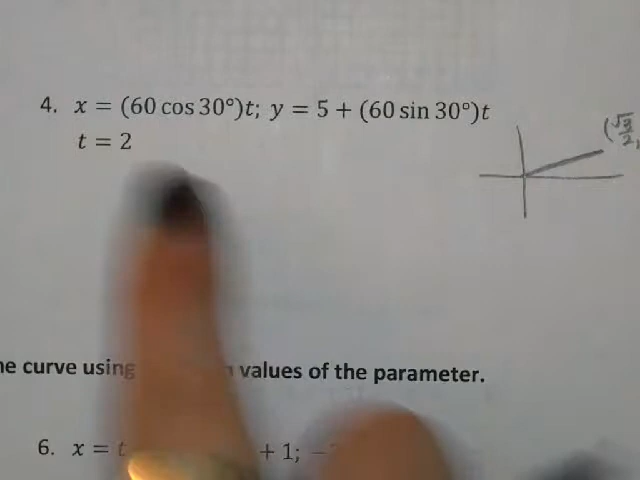 4. x = (60 cos 30°)t; y = 5 + (60 sin 30°)t
t = 2
(√3/2,
curve using values of the parameter.
6. x = t + 1; −